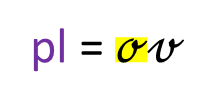 pl = ov